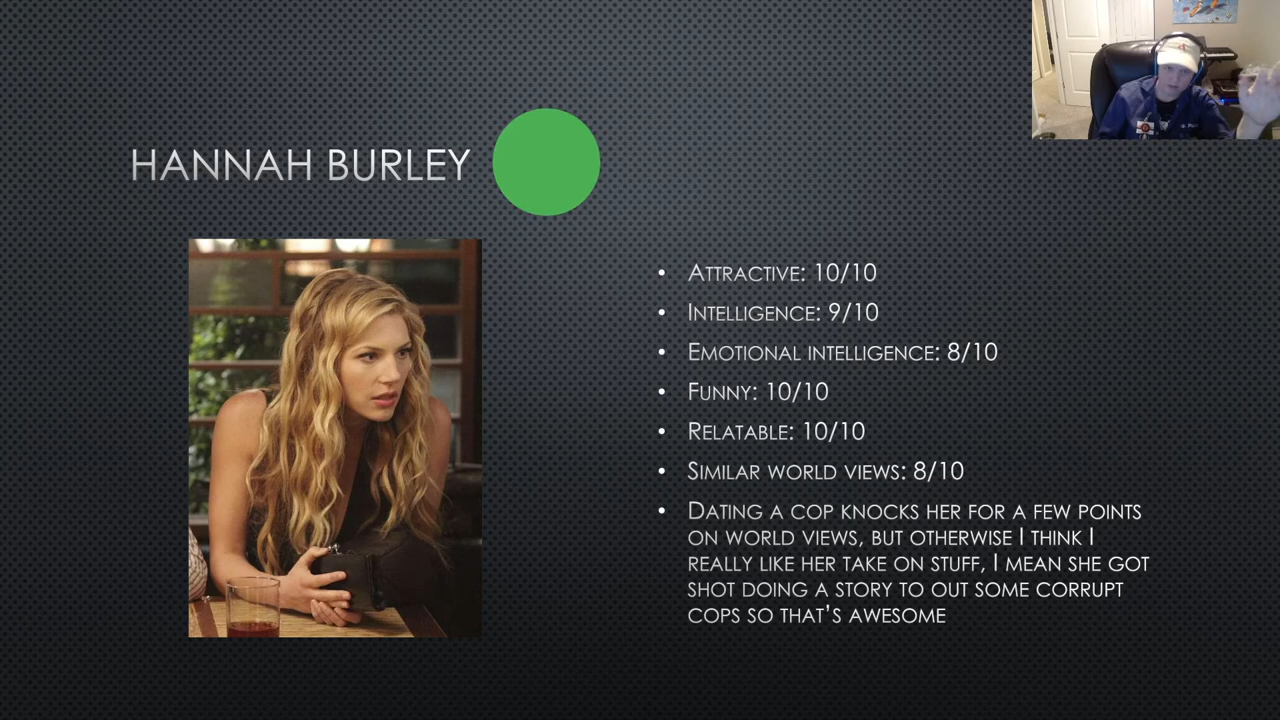 HANNAH BURLEY
• ATTRACTIVE: 10/10
• INTELLIGENCE: 9/10
• EMOTIONAL INTELLIGENCE: 8/10
• FUNNY: 10/10
• RELATABLE: 10/10
• SIMILAR WORLD VIEWS: 8/10
• DATING A COP KNOCKS HER FOR A FEW POINTS
ON WORLD VIEWS, BUT OTHERWISE I THINK I
REALLY LIKE HER TAKE ON STUFF, I MEAN SHE GOT
SHOT DOING A STORY TO OUT SOME CORRUPT
COPS SO THAT’S AWESOME